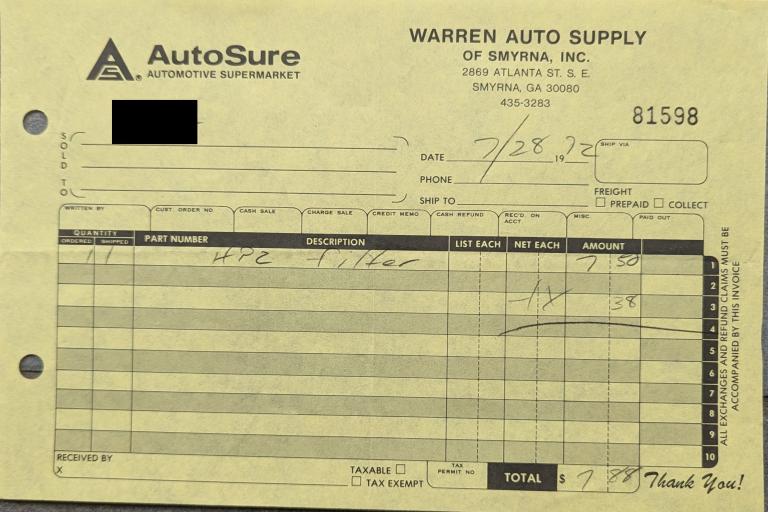 AutoSure
AUTOMOTIVE SUPERMARKET
WARREN AUTO SUPPLY
OF SMYRNA, INC.
2869 ATLANTA ST. S. E.
SMYRNA, GA 30080
435-3283
81598
SOLD TO
DATE 7/28 1972
PHONE
SHIP TO
SHIP VIA
FREIGHT
PREPAID COLLECT
WRITTEN BY CUST. ORDER NO. CASH SALE CHARGE SALE CREDIT MEMO CASH REFUND REC'D. ON ACCT. MISC. PAID OUT
QUANTITY
ORDERED SHIPPED PART NUMBER DESCRIPTION LIST EACH NET EACH AMOUNT
1 1 HP2 filter 7 50 1
2
TX 38 3
4
5
6
7
8
9
10
ALL EXCHANGES AND REFUND CLAIMS MUST BE
ACCOMPANIED BY THIS INVOICE
RECEIVED BY
X
TAXABLE
TAX EXEMPT
TAX PERMIT NO
TOTAL $ 7 88
Thank You!